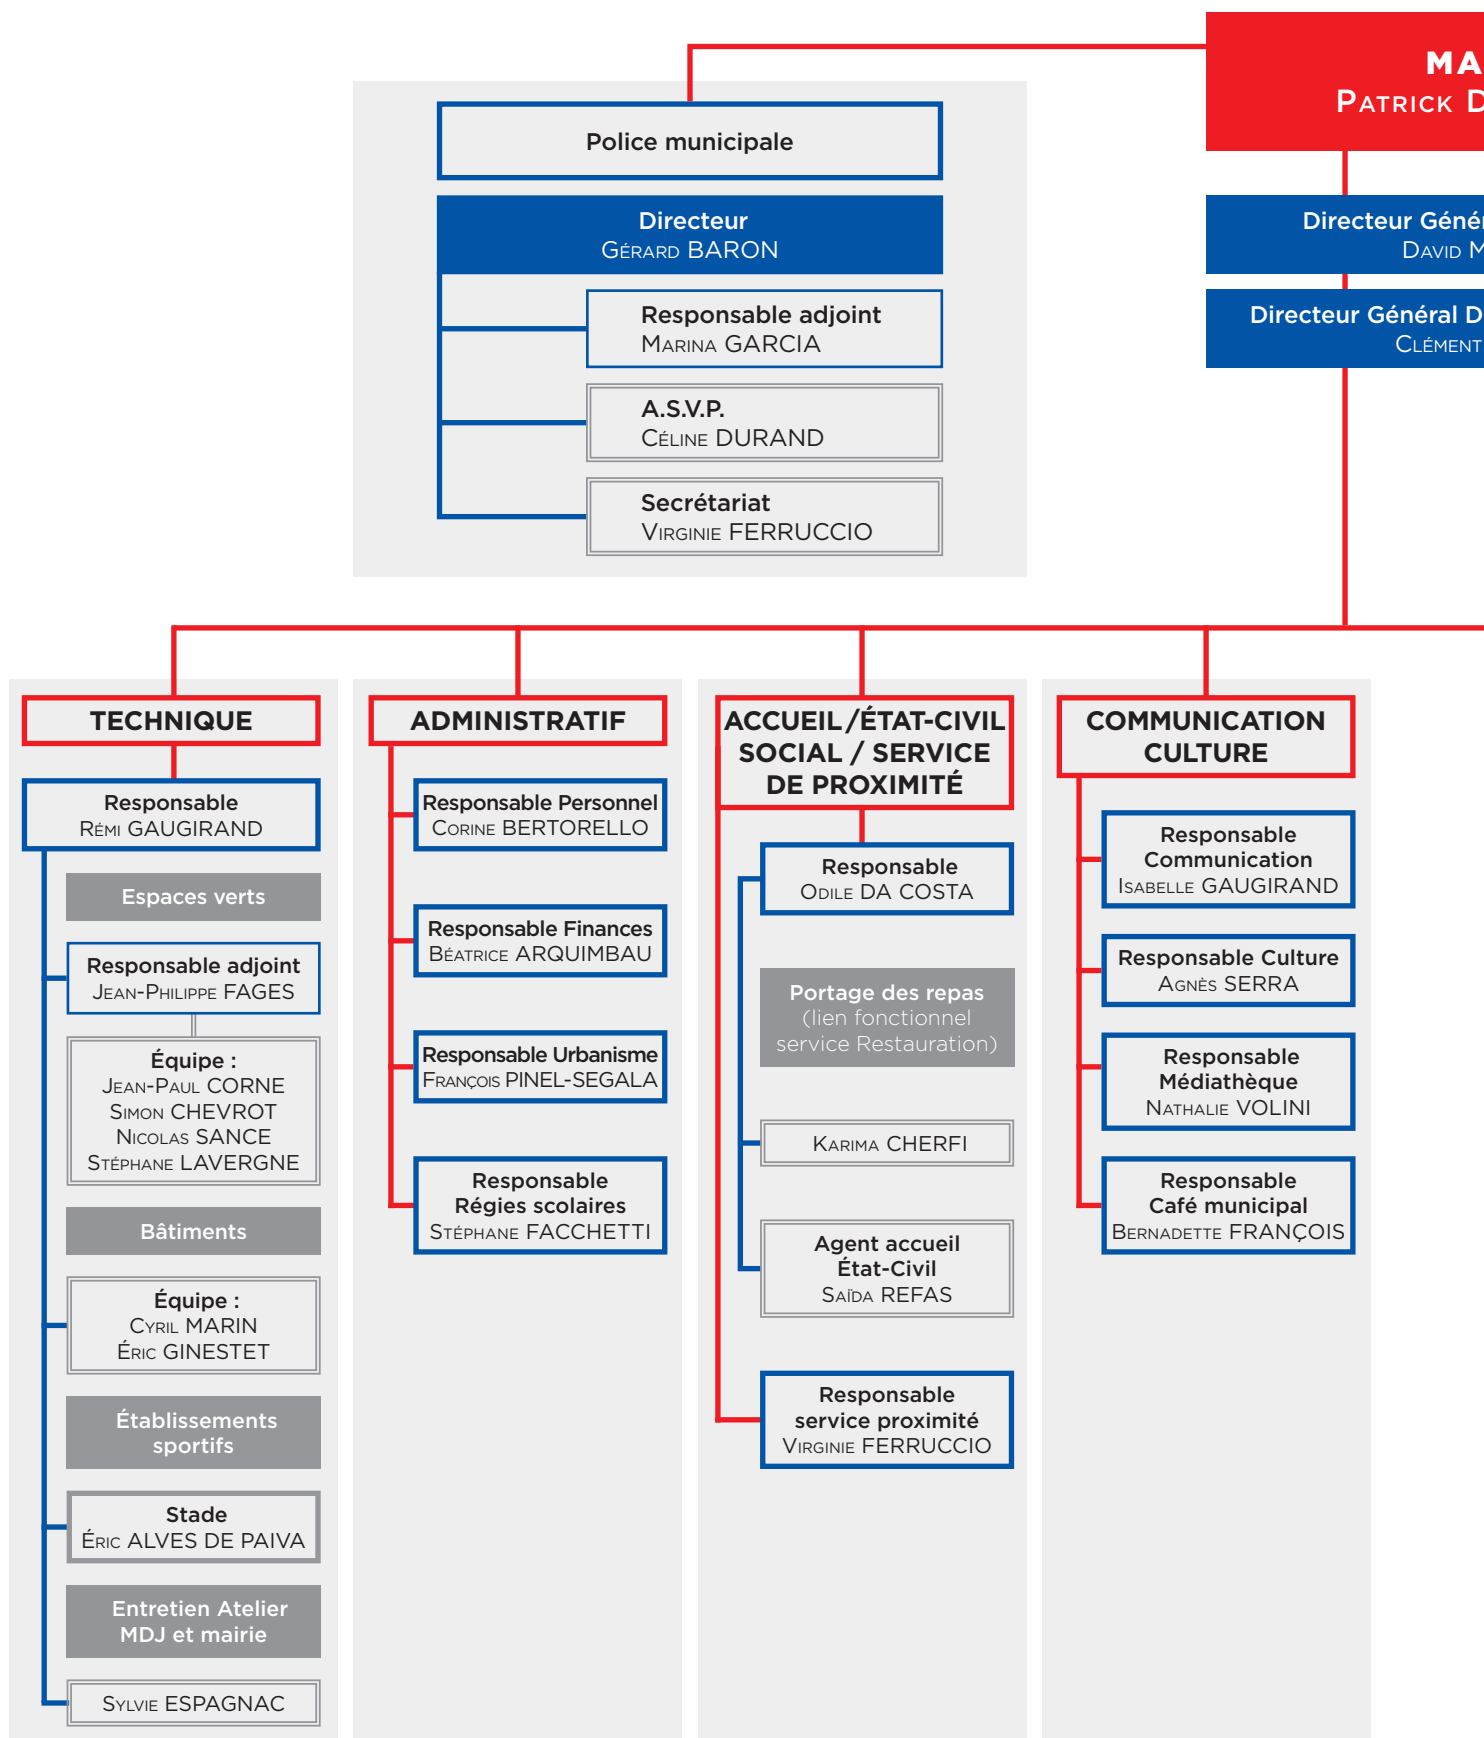 MA
PATRICK D
Police municipale
Directeur
GÉRARD BARON
Responsable adjoint
MARINA GARCIA
A.S.V.P.
CÉLINE DURAND
Secrétariat
VIRGINIE FERRUCCIO
Directeur Génér
DAVID M
Directeur Général D
CLÉMENT
TECHNIQUE
Responsable
RÉMI GAUGIRAND
Espaces verts
Responsable adjoint
JEAN-PHILIPPE FAGES
Équipe :
JEAN-PAUL CORNE
SIMON CHEVROT
NICOLAS SANCE
STÉPHANE LAVERGNE
Bâtiments
Équipe :
CYRIL MARIN
ÉRIC GINESTET
Établissements
sportifs
Stade
ÉRIC ALVES DE PAIVA
Entretien Atelier
MDJ et mairie
SYLVIE ESPAGNAC
ADMINISTRATIF
Responsable Personnel
CORINE BERTORELLO
Responsable Finances
BÉATRICE ARQUIMBAU
Responsable Urbanisme
FRANÇOIS PINEL-SEGALA
Responsable
Régies scolaires
STÉPHANE FACCHETTI
ACCUEIL/ÉTAT-CIVIL
SOCIAL / SERVICE
DE PROXIMITÉ
Responsable
ODILE DA COSTA
Portage des repas
(lien fonctionnel
service Restauration)
KARIMA CHERFI
Agent accueil
État-Civil
SAÏDA REFAS
Responsable
service proximité
VIRGINIE FERRUCCIO
COMMUNICATION
CULTURE
Responsable
Communication
ISABELLE GAUGIRAND
Responsable Culture
AGNÈS SERRA
Responsable
Médiathèque
NATHALIE VOLINI
Responsable
Café municipal
BERNADETTE FRANÇOIS